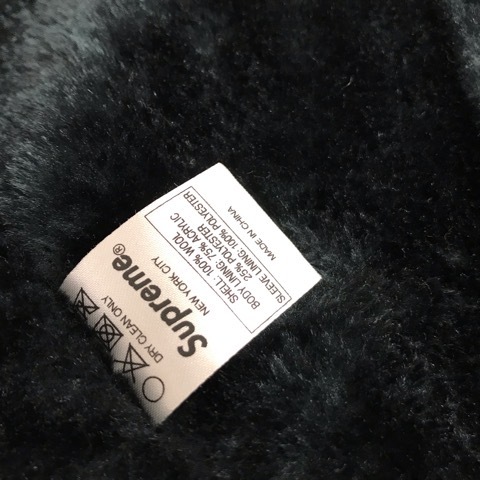 Supreme®
NEW YORK CITY
SHELL: 100% WOOL
BODY LINING: 75% ACRYLIC
25% POLYESTER
SLEEVE LINING: 100% POLYESTER
MADE IN CHINA
DRY CLEAN ONLY